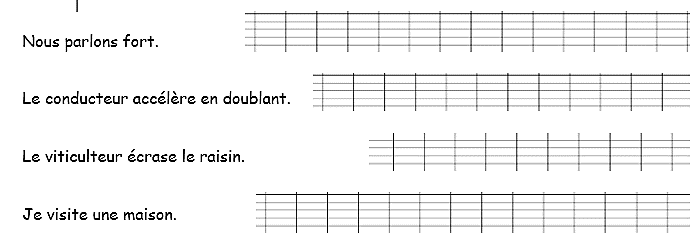 Nous parlons fort.
Le conducteur accélère en doublant.
Le viticulteur écrase le raisin.
Je visite une maison.